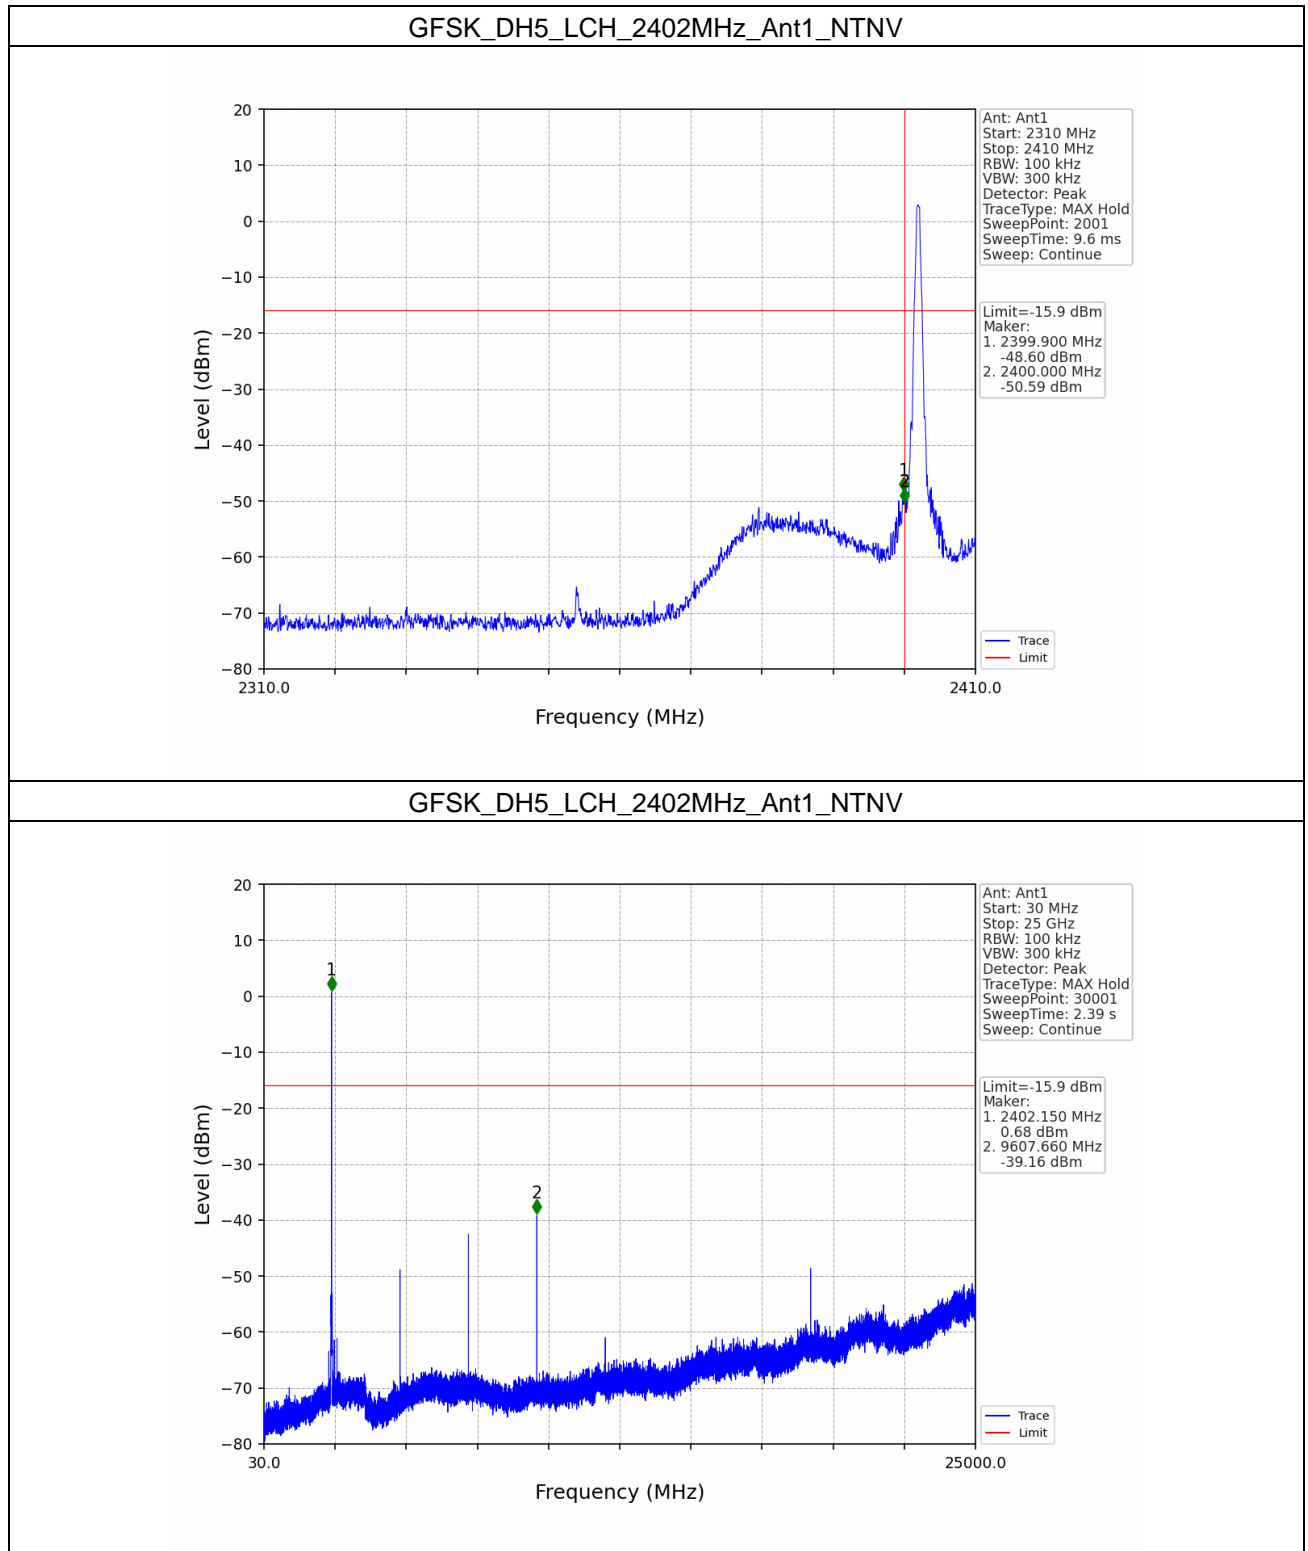 GFSK_DH5_LCH_2402MHz_Ant1_NTNV
20
10
0
−10
−20
−30
−40
−50
−60
−70
−80
Level (dBm)
2310.0
2410.0
Frequency (MHz)
1
2
Ant: Ant1
Start: 2310 MHz
Stop: 2410 MHz
RBW: 100 kHz
VBW: 300 kHz
Detector: Peak
TraceType: MAX Hold
SweepPoint: 2001
SweepTime: 9.6 ms
Sweep: Continue
Limit=-15.9 dBm
Maker:
1. 2399.900 MHz
-48.60 dBm
2. 2400.000 MHz
-50.59 dBm
Trace
Limit
GFSK_DH5_LCH_2402MHz_Ant1_NTNV
20
10
0
−10
−20
−30
−40
−50
−60
−70
−80
Level (dBm)
30.0
25000.0
Frequency (MHz)
1
2
Ant: Ant1
Start: 30 MHz
Stop: 25 GHz
RBW: 100 kHz
VBW: 300 kHz
Detector: Peak
TraceType: MAX Hold
SweepPoint: 30001
SweepTime: 2.39 s
Sweep: Continue
Limit=-15.9 dBm
Maker:
1. 2402.150 MHz
0.68 dBm
2. 9607.660 MHz
-39.16 dBm
Trace
Limit